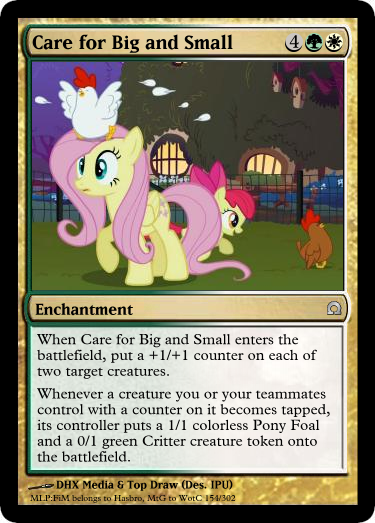 Care for Big and Small 4
Enchantment
When Care for Big and Small enters the
battlefield, put a +1/+1 counter on each of
two target creatures.
Whenever a creature you or your teammates
control with a counter on it becomes tapped,
its controller puts a 1/1 colorless Pony Foal
and a 0/1 green Critter creature token onto
the battlefield.
DHX Media & Top Draw (Des. IPU)
MLP:FiM belongs to Hasbro, MtG to WotC 154/302